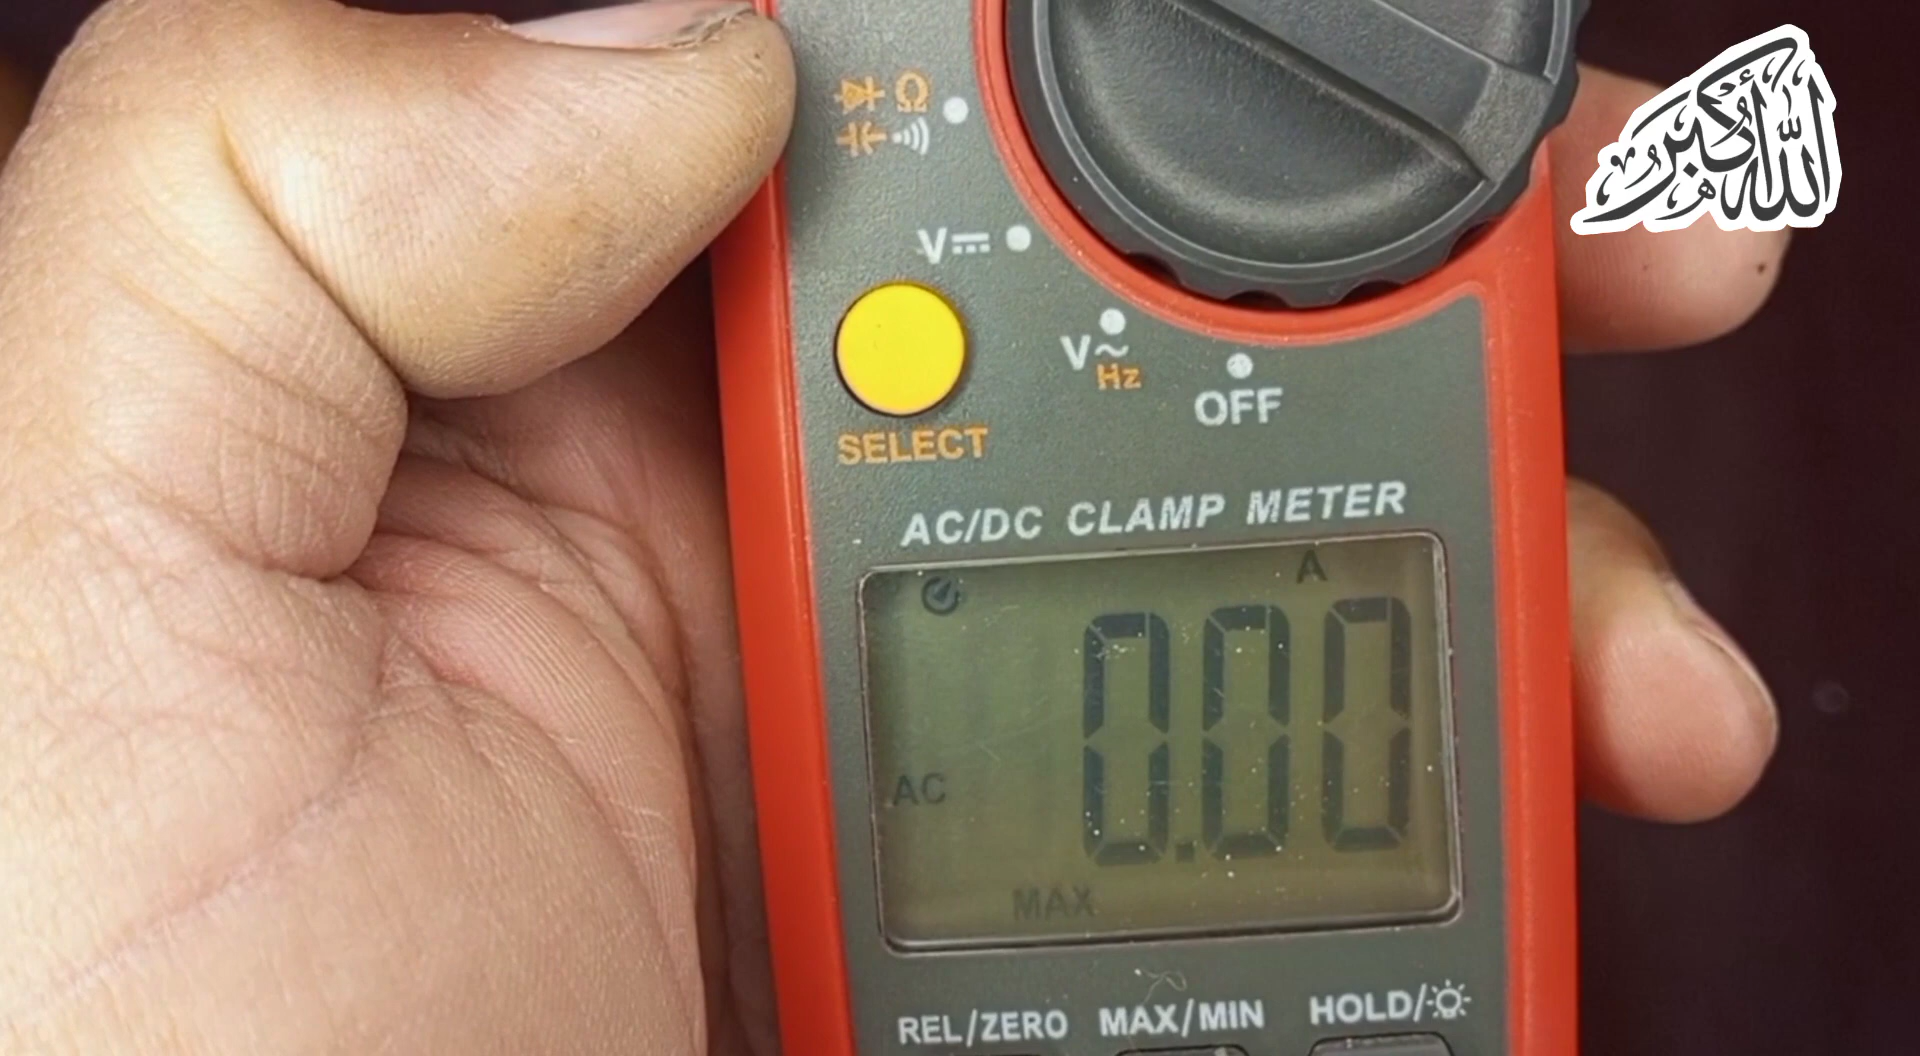 الله أكبر
Ω
V
V~
Hz
OFF
SELECT
AC/DC CLAMP METER
A
0.00
AC
MAX
REL/ZERO MAX/MIN HOLD/